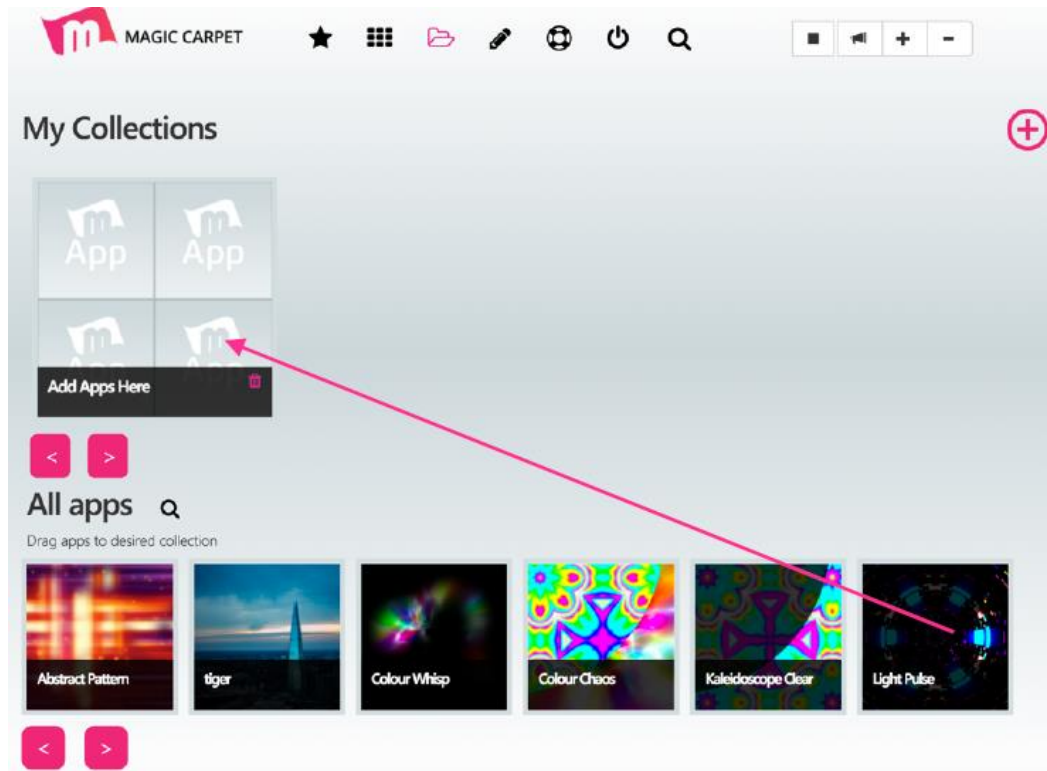 m MAGIC CARPET
My Collections
m m
App App
m m
App
Add Apps Here
< >
All apps
Drag apps to desired collection
Abstract Pattern tiger Colour Whisp Colour Chaos Kaleidoscope Clear Light Pulse
< >